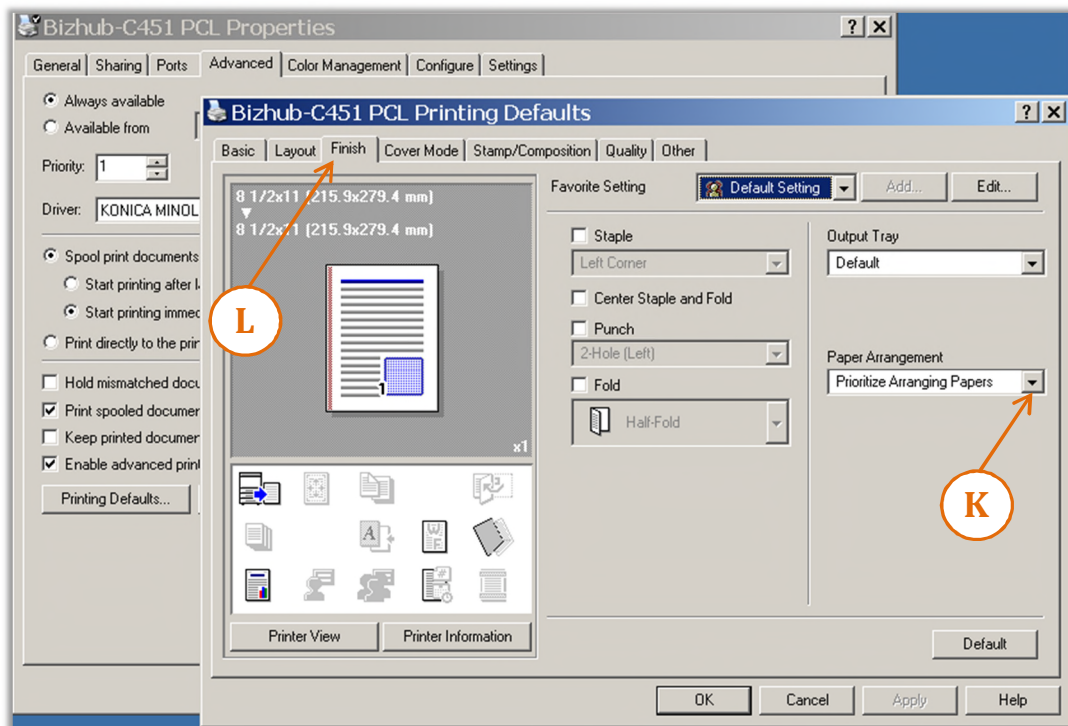 Bizhub-C451 PCL Properties
General Sharing Ports Advanced Color Management Configure Settings
Always available
Available from
Priority: 1
Driver: KONICA MINOL
Spool print documents
Start printing after
Start printing immed
Print directly to the prin
Hold mismatched docu
Print spooled documen
Keep printed documen
Enable advanced print
Printing Defaults...
Bizhub-C451 PCL Printing Defaults
Basic Layout Finish Cover Mode Stamp/Composition Quality Other
8 1/2x11 (215.9x279.4 mm)
8 1/2x11 (215.9x279.4 mm)
1
x1
L
Printer View Printer Information
Favorite Setting Default Setting Add... Edit...
Staple
Left Corner
Center Staple and Fold
Punch
2-Hole (Left)
Fold
Half-Fold
Output Tray
Default
Paper Arrangement
Prioritize Arranging Papers
K
Default
OK Cancel Apply Help